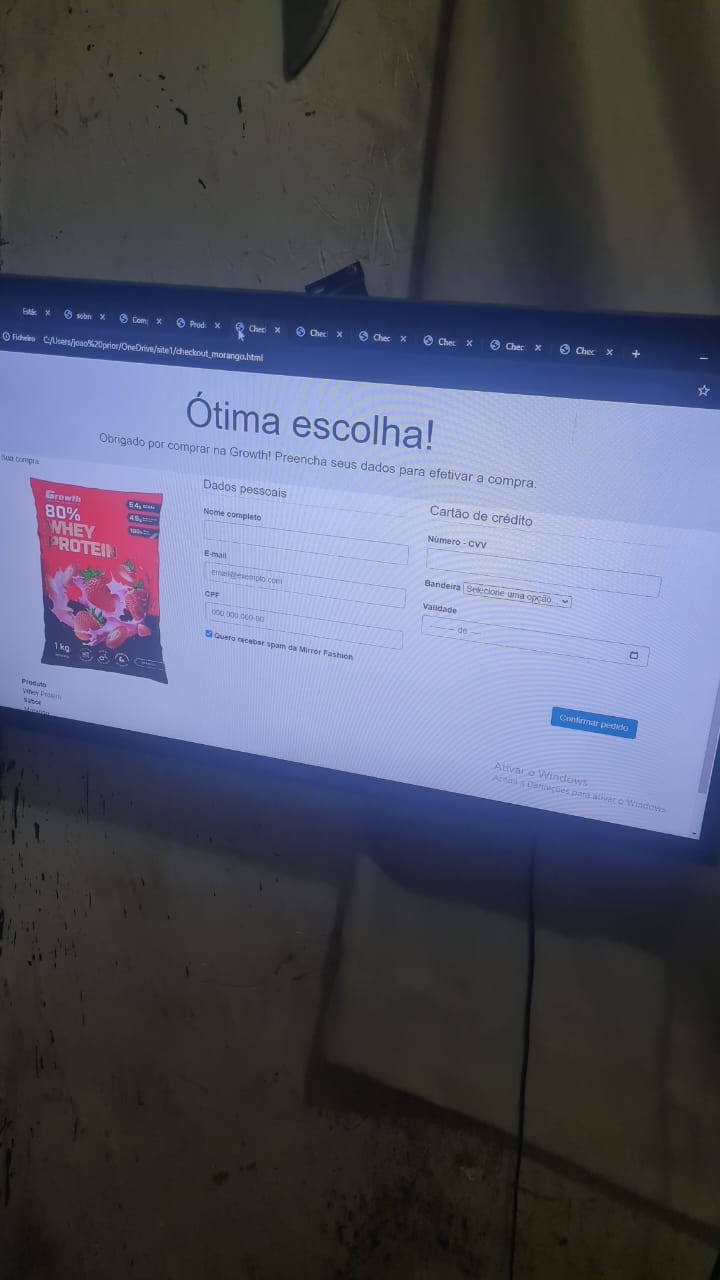 Está
sobr
Com
Prod
Chec
Chec
Chec
Chec
Chec
Chec
Ficheiro C:/Users/joao%20prior/OneDrive/site1/checkout_morango.html
Ótima escolha!
Obrigado por comprar na Growth! Preencha seus dados para efetivar a compra.
Sua compra
Growth
80%
WHEY
PROTEIN
1 kg
Produto
Whey Protein
Sabor
Morango
Dados pessoais
Nome completo
E-mail
email@exemplo.com
CPF
000.000.000-00
Quero receber spam da Mirror Fashion
Cartão de crédito
Número - CVV
Bandeira Selecione uma opção
Validade
de
Confirmar pedido
Ativar o Windows
Aceda a Definições para ativar o Windows.